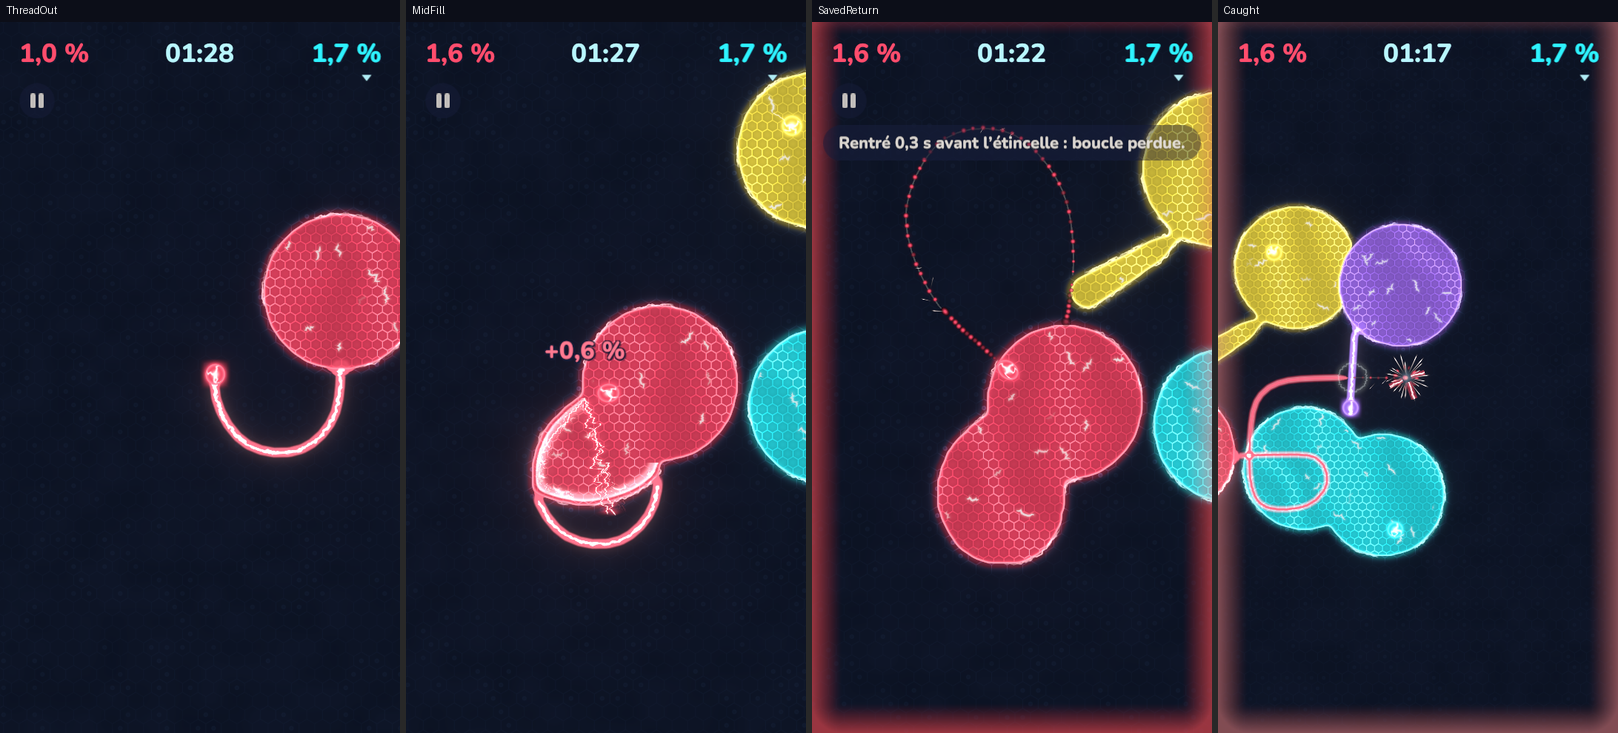 ThreadOut
1,0 %
01:28
1,7 %
MidFill
1,6 %
01:27
1,7 %
+0,6 %
SavedReturn
1,6 %
01:22
1,7 %
Rentré 0,3 s avant l’étincelle : boucle perdue.
Caught
1,6 %
01:17
1,7 %